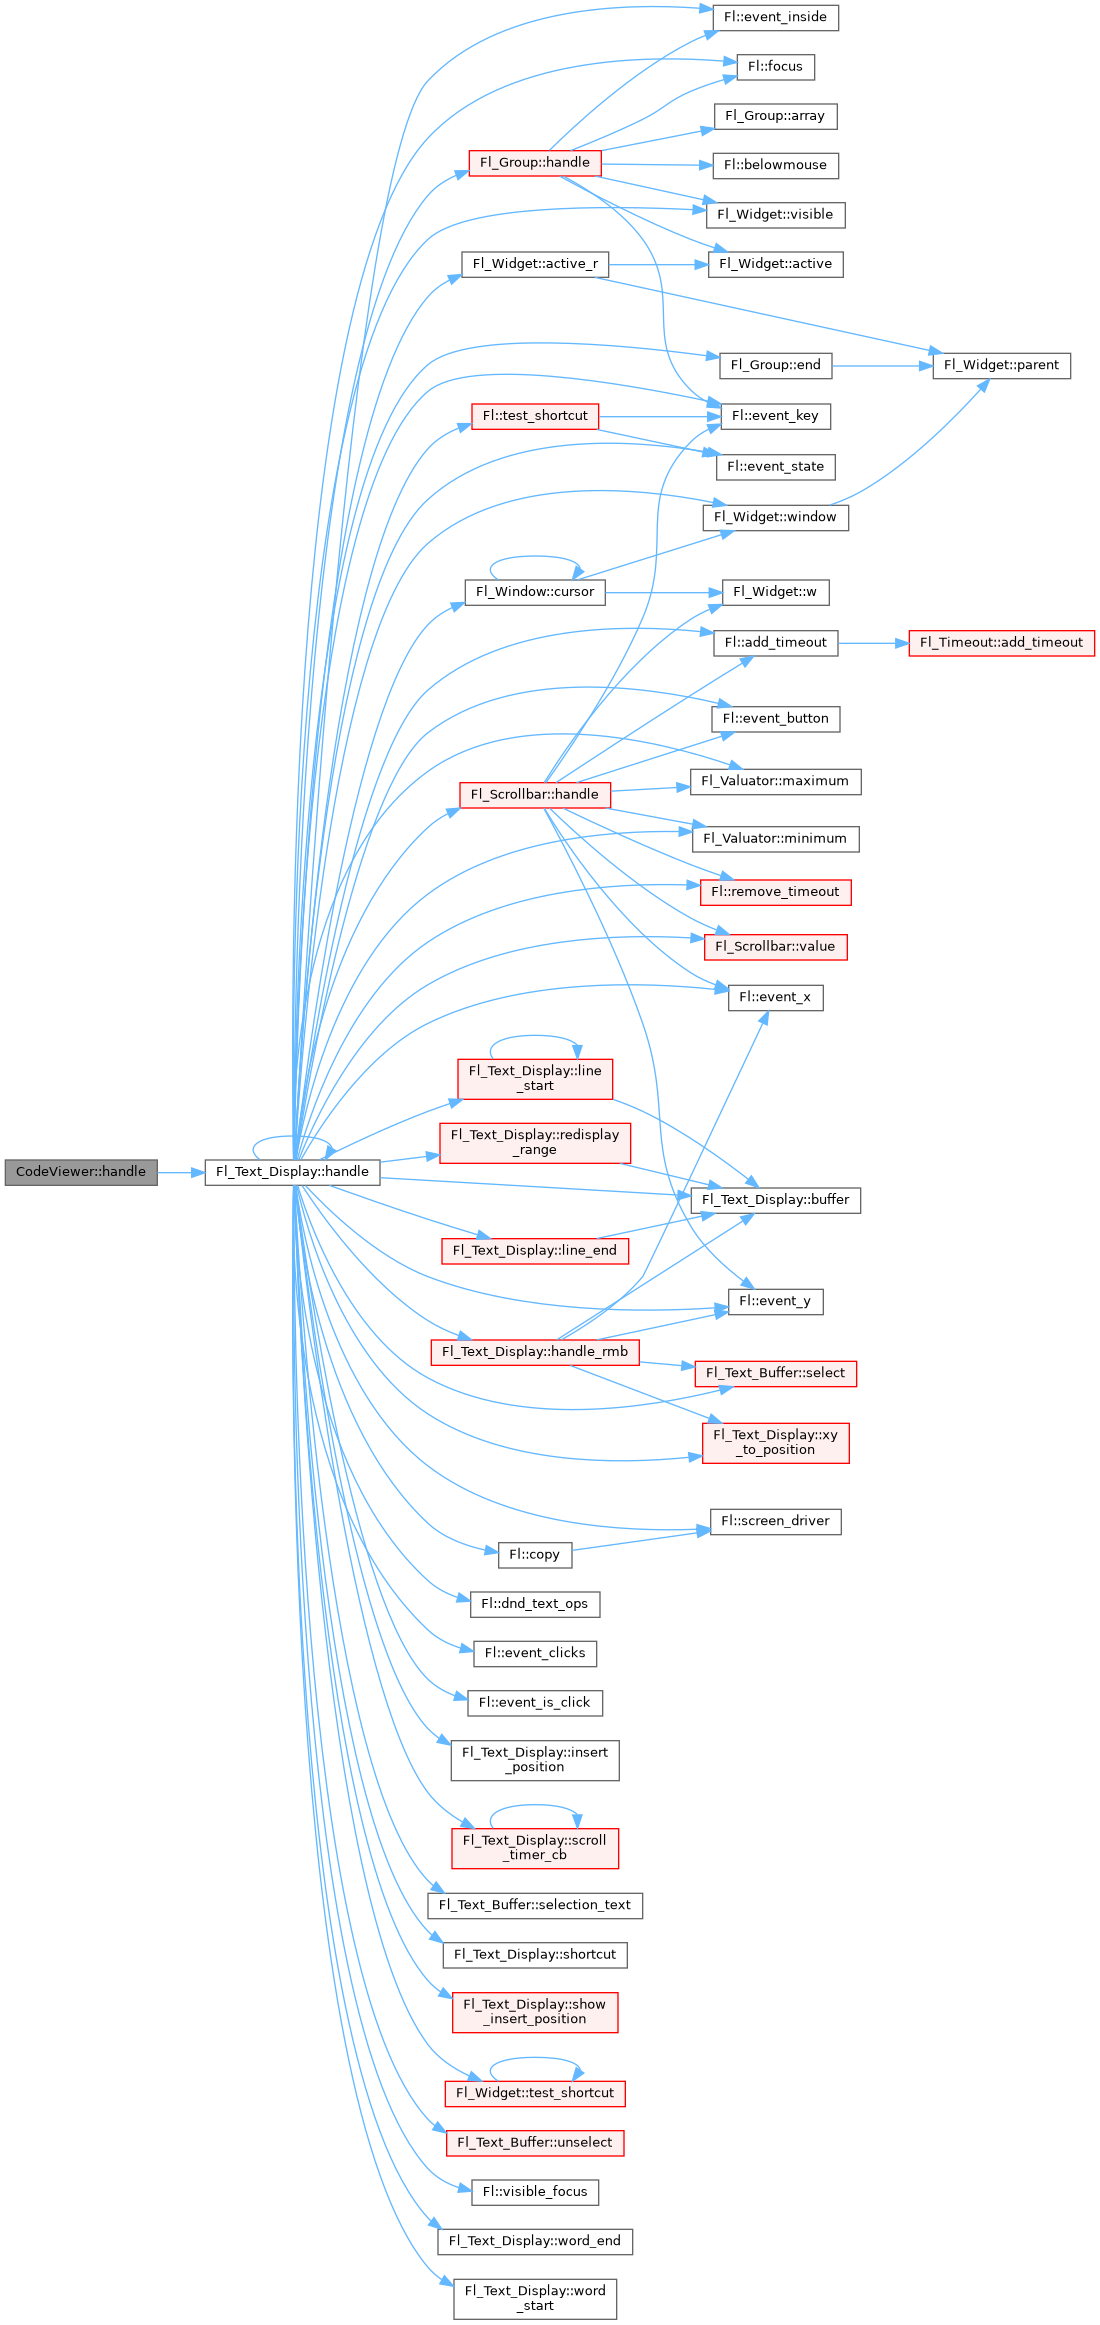 Fl::event_inside
Fl::focus
Fl_Group::array
Fl_Group::handle
Fl::belowmouse
Fl_Widget::visible
Fl_Widget::active_r
Fl_Widget::active
Fl_Group::end
Fl_Widget::parent
Fl::test_shortcut
Fl::event_key
Fl::event_state
Fl_Widget::window
Fl_Window::cursor
Fl_Widget::w
Fl::add_timeout
Fl_Timeout::add_timeout
Fl::event_button
Fl_Valuator::maximum
Fl_Scrollbar::handle
Fl_Valuator::minimum
Fl::remove_timeout
Fl_Scrollbar::value
Fl::event_x
Fl_Text_Display::line
_start
Fl_Text_Display::redisplay
_range
CodeViewer::handle
Fl_Text_Display::handle
Fl_Text_Display::buffer
Fl_Text_Display::line_end
Fl::event_y
Fl_Text_Display::handle_rmb
Fl_Text_Buffer::select
Fl_Text_Display::xy
_to_position
Fl::screen_driver
Fl::copy
Fl::dnd_text_ops
Fl::event_clicks
Fl::event_is_click
Fl_Text_Display::insert
_position
Fl_Text_Display::scroll
_timer_cb
Fl_Text_Buffer::selection_text
Fl_Text_Display::shortcut
Fl_Text_Display::show
_insert_position
Fl_Widget::test_shortcut
Fl_Text_Buffer::unselect
Fl::visible_focus
Fl_Text_Display::word_end
Fl_Text_Display::word
_start